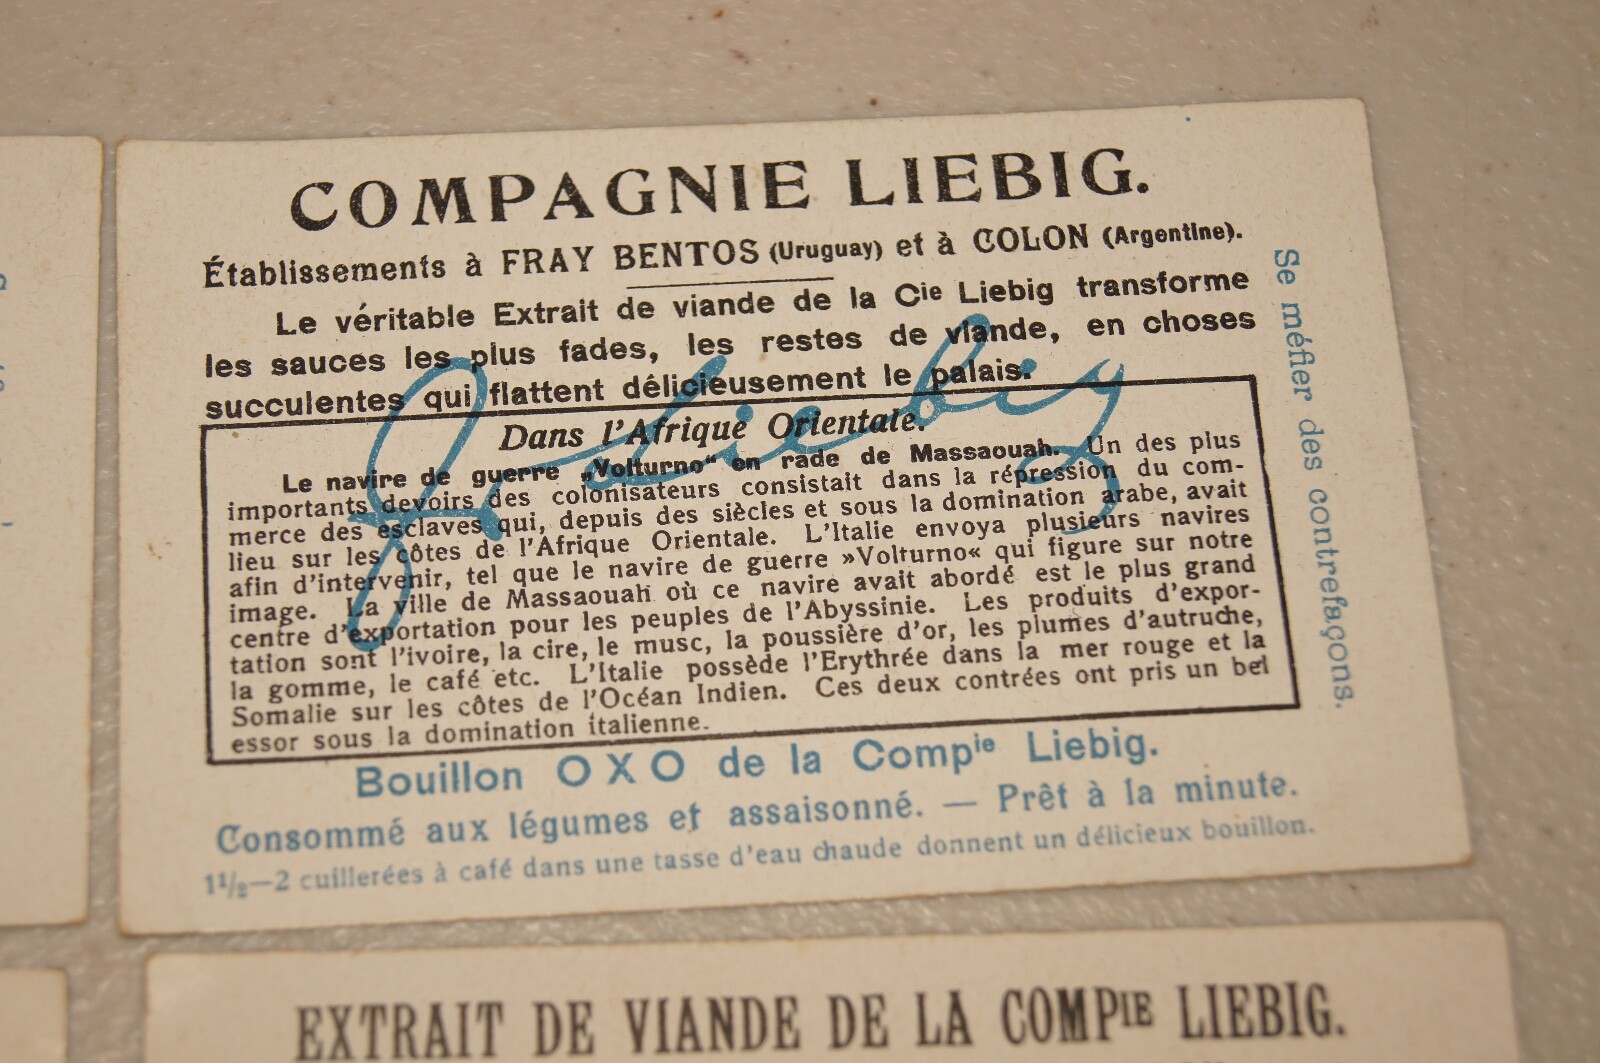 COMPAGNIE LIEBIG.
Établissements à FRAY BENTOS (Uruguay) et à COLON (Argentine).
Le véritable Extrait de viande de la Cie Liebig transforme
les sauces les plus fades, les restes de viande, en choses
succulentes qui flattent délicieusement le palais.
JvLiebig
Dans l'Afrique Orientale.
Le navire de guerre „Volturno“ en rade de Massaouah. Un des plus
importants devoirs des colonisateurs consistait dans la répression du com-
merce des esclaves qui, depuis des siècles et sous la domination arabe, avait
lieu sur les côtes de l'Afrique Orientale. L'Italie envoya plusieurs navires
afin d'intervenir, tel que le navire de guerre »Volturno« qui figure sur notre
image. La ville de Massaouah où ce navire avait abordé est le plus grand
centre d'exportation pour les peuples de l'Abyssinie. Les produits d'expor-
tation sont l'ivoire, la cire, le musc, la poussière d'or, les plumes d'autruche,
la gomme, le café etc. L'Italie possède l'Erythrée dans la mer rouge et la
Somalie sur les côtes de l'Océan Indien. Ces deux contrées ont pris un bel
essor sous la domination italienne.
Bouillon OXO de la Compie Liebig.
Consommé aux légumes et assaisonné. — Prêt à la minute.
1½—2 cuillerées à café dans une tasse d'eau chaude donnent un délicieux bouillon.
Se méfier des contrefaçons.
EXTRAIT DE VIANDE DE LA COMPIE LIEBIG.